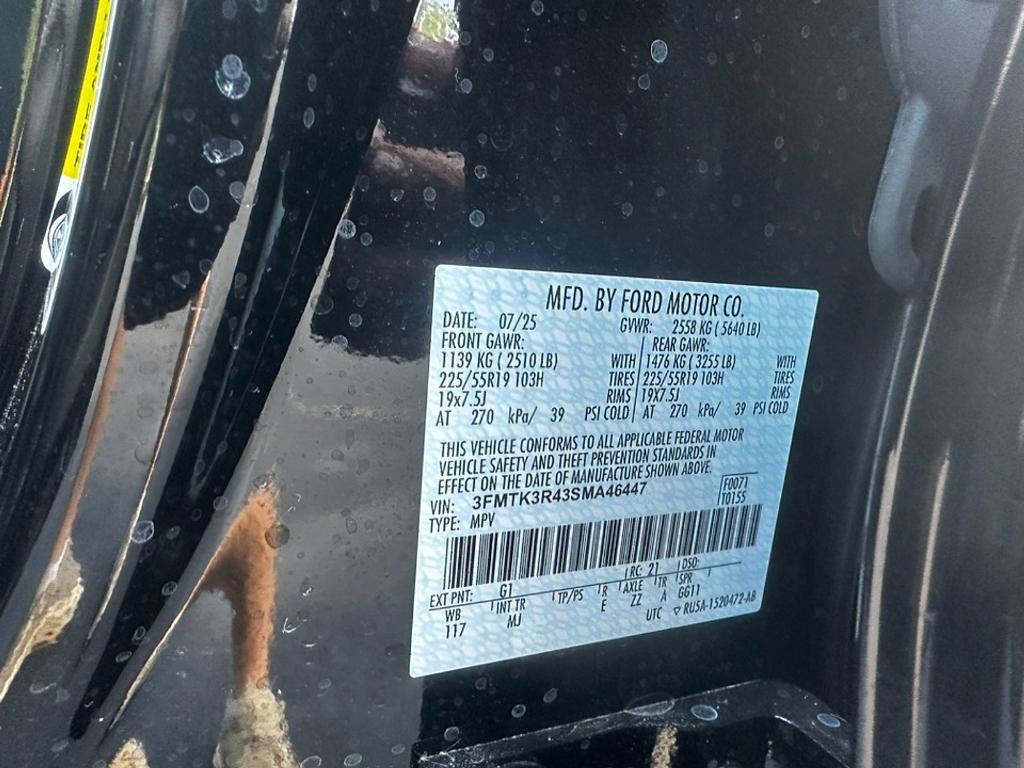 MFD. BY FORD MOTOR CO.
DATE: 07/25 GVWR: 2558 KG ( 5640 LB)
FRONT GAWR: REAR GAWR:
1139 KG ( 2510 LB) WITH 1476 KG ( 3255 LB) WITH
225/55R19 103H TIRES 225/55R19 103H TIRES
19x7.5J RIMS 19X7.5J RIMS
AT 270 kPa/ 39 PSI COLD AT 270 kPa/ 39 PSI COLD
THIS VEHICLE CONFORMS TO ALL APPLICABLE FEDERAL MOTOR
VEHICLE SAFETY AND THEFT PREVENTION STANDARDS IN
EFFECT ON THE DATE OF MANUFACTURE SHOWN ABOVE.
VIN: 3FMTK3R43SMA46447 F0071
TYPE: MPV T0155
EXT PNT: G1 RC: 21 DSO:
WB INT TR TP/PS R AXLE TR SPR
117 MJ E ZZ A GG11
UTC ▽ RU5A-1520472-AB